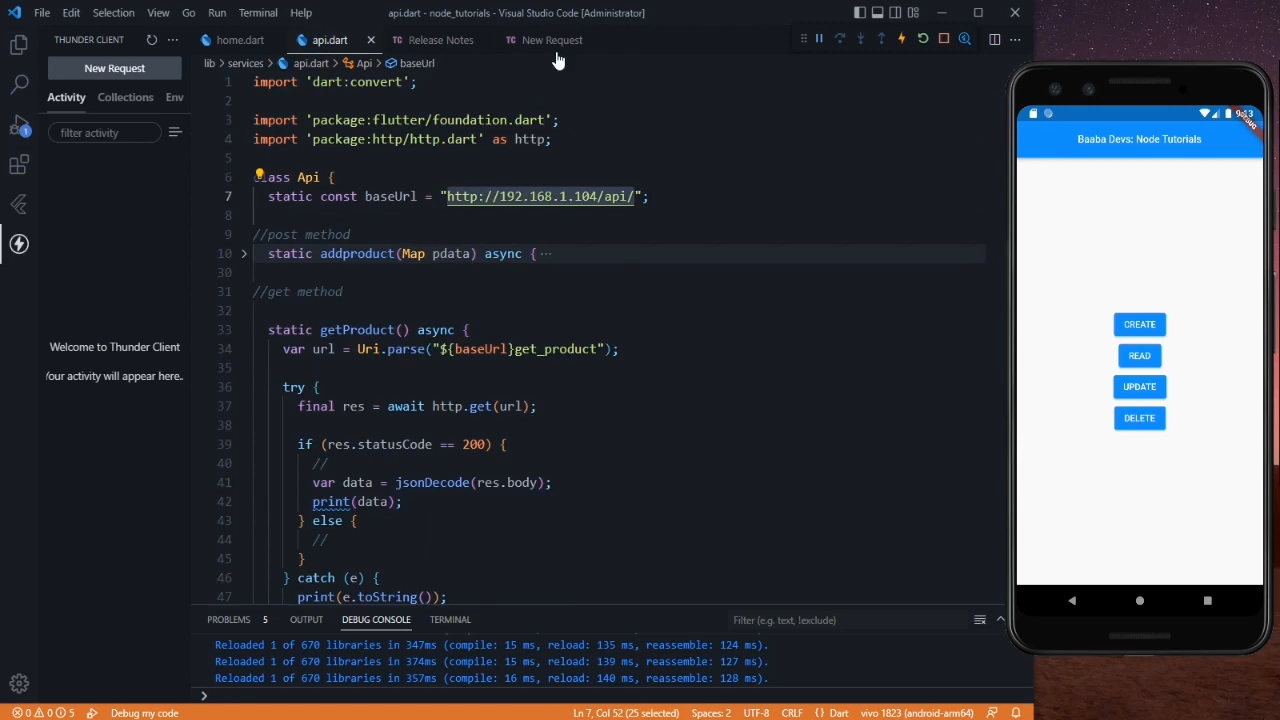 File Edit Selection View Go Run Terminal Help api.dart - node_tutorials - Visual Studio Code [Administrator]
THUNDER CLIENT
home.dart api.dart TC Release Notes TC New Request
New Request
lib > services > api.dart > Api > baseUrl
Activity Collections Env
filter activity
Welcome to Thunder Client
Your activity will appear here..
1 import 'dart:convert';
2
3 import 'package:flutter/foundation.dart';
4 import 'package:http/http.dart' as http;
5
6 class Api {
7 static const baseUrl = "http://192.168.1.104/api/";
8
9 //post method
10 static addproduct(Map pdata) async { ...
30
31 //get method
32
33 static getProduct() async {
34 var url = Uri.parse("${baseUrl}get_product");
35
36 try {
37 final res = await http.get(url);
38
39 if (res.statusCode == 200) {
40 //
41 var data = jsonDecode(res.body);
42 print(data);
43 } else {
44 //
45 }
46 } catch (e) {
47 print(e.toString());
PROBLEMS 5 OUTPUT DEBUG CONSOLE TERMINAL Filter (e.g. text, !exclude)
Reloaded 1 of 670 libraries in 347ms (compile: 15 ms, reload: 135 ms, reassemble: 124 ms).
Reloaded 1 of 670 libraries in 374ms (compile: 15 ms, reload: 139 ms, reassemble: 127 ms).
Reloaded 1 of 670 libraries in 357ms (compile: 16 ms, reload: 140 ms, reassemble: 128 ms).
>
0 0 5 Debug my code Ln 7, Col 52 (25 selected) Spaces: 2 UTF-8 CRLF {} Dart vivo 1823 (android-arm64)
1
Baaba Devs: Node Tutorials
CREATE
READ
UPDATE
DELETE